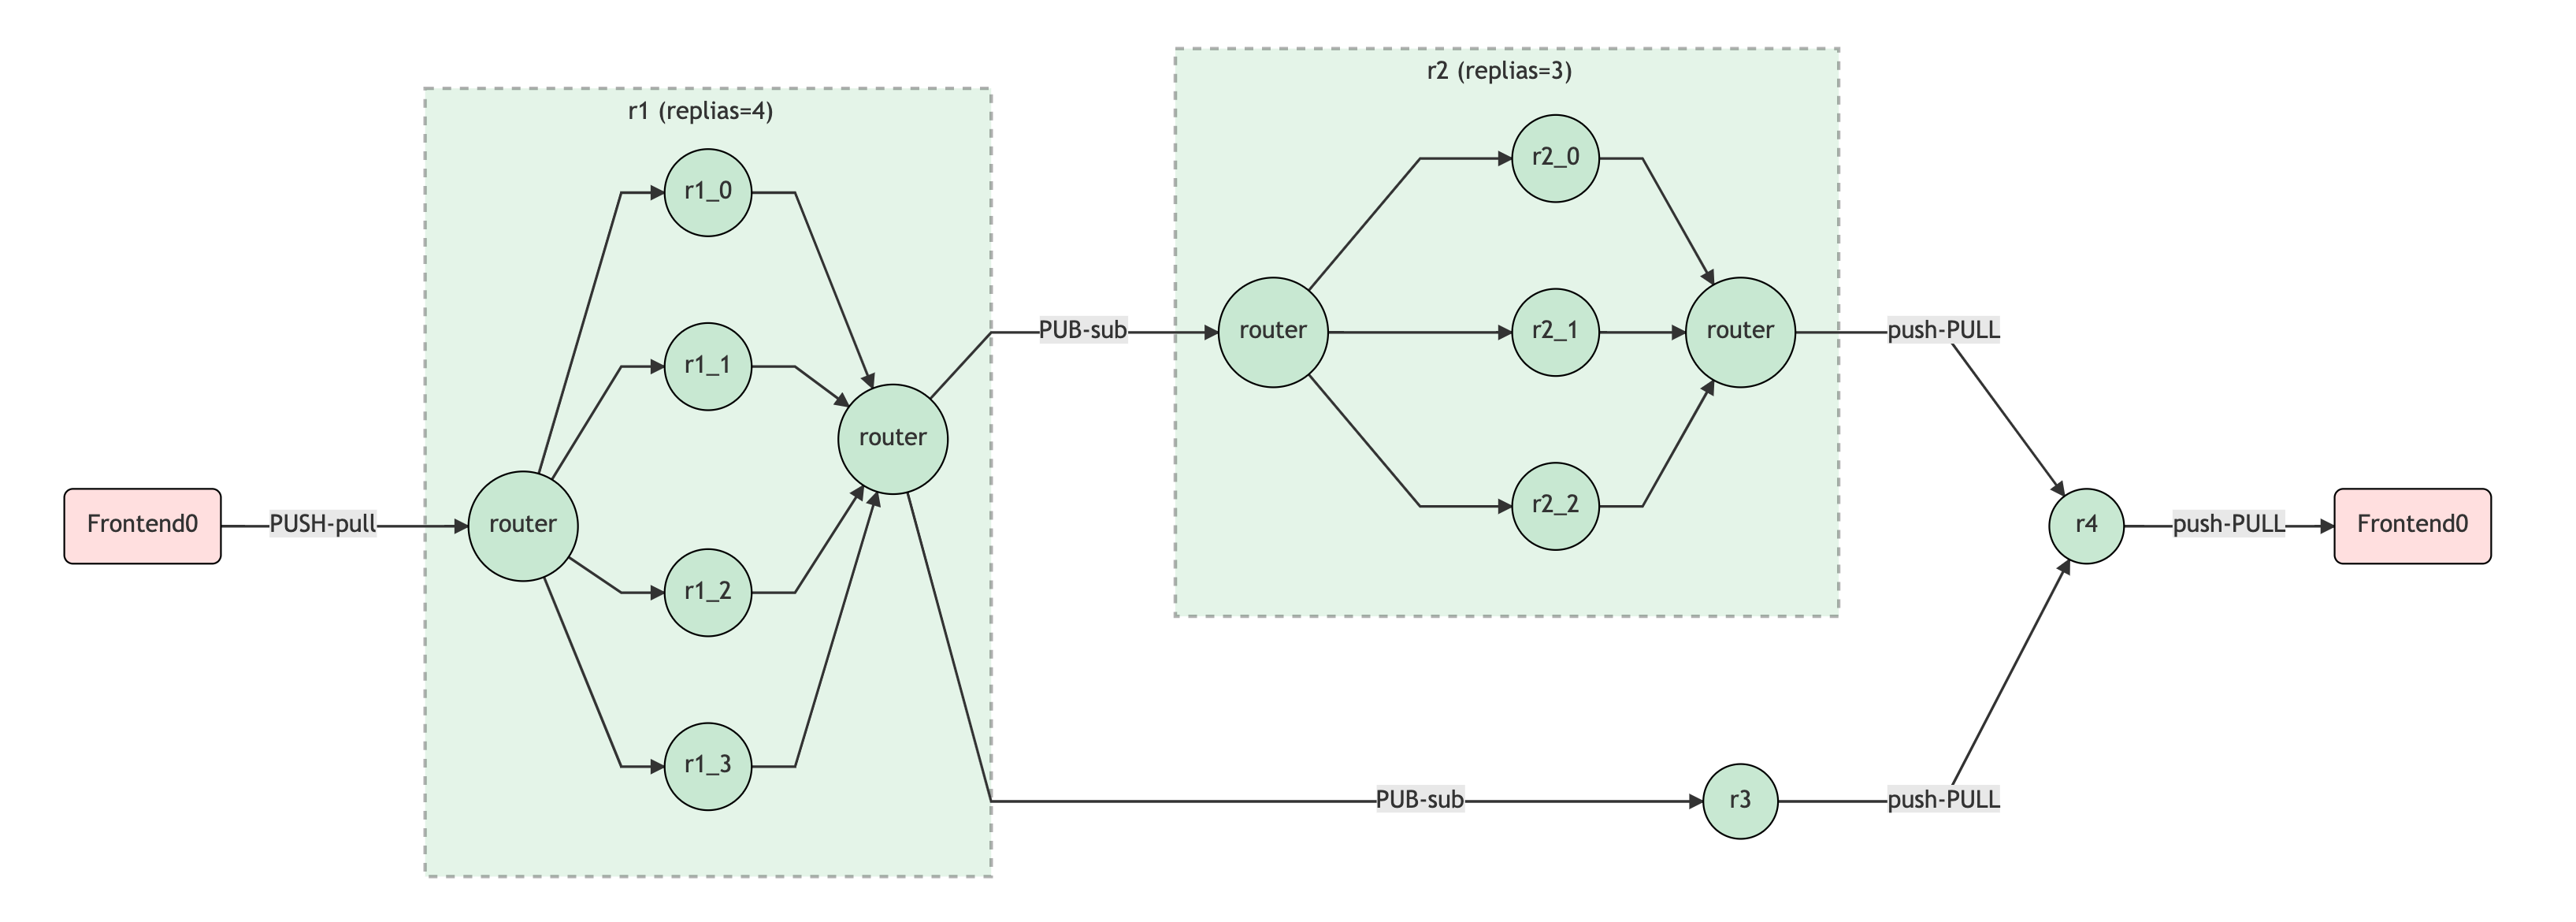 r2 (replias=3)
r1 (replias=4)
r2_0
r1_0
router
r2_1
router
push-PULL
PUB-sub
r1_1
router
r2_2
Frontend0
PUSH-pull
router
r4
push-PULL
Frontend0
r1_2
r1_3
PUB-sub
r3
push-PULL